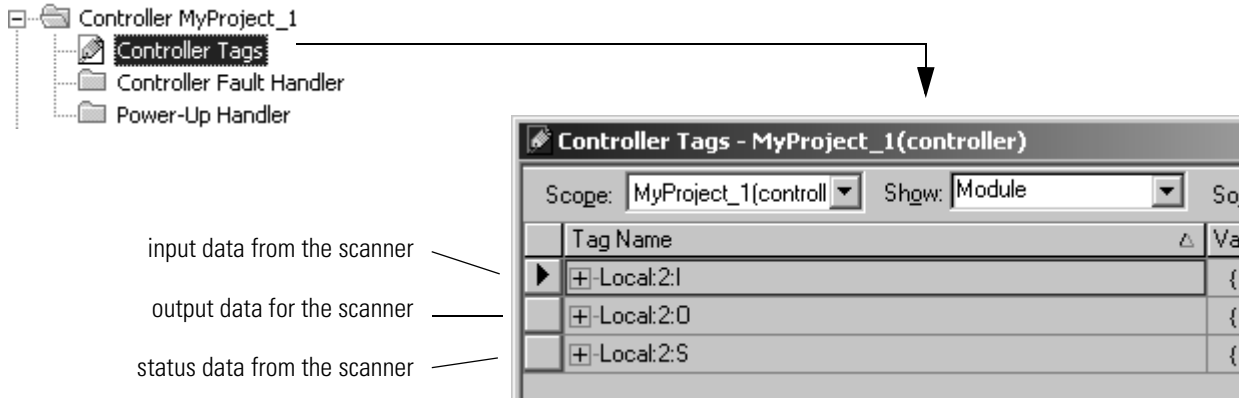 Controller MyProject_1
Controller Tags
Controller Fault Handler
Power-Up Handler
Controller Tags - MyProject_1(controller)
Scope: MyProject_1(controll Show: Module So
Tag Name Va
input data from the scanner
Local:2:I {
output data for the scanner
Local:2:O {
status data from the scanner
Local:2:S {